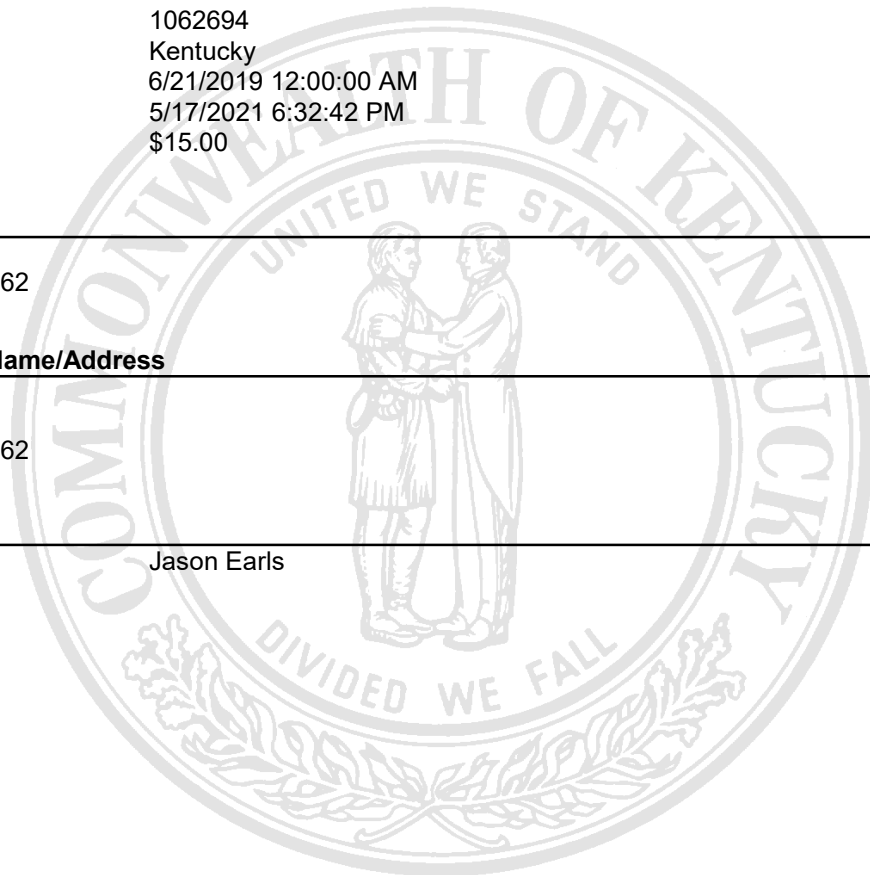 1062694
Kentucky
6/21/2019 12:00:00 AM
5/17/2021 6:32:42 PM
$15.00
COMMONWEALTH OF KENTUCKY
UNITED WE STAND
62
Name/Address
62
Jason Earls
DIVIDED WE FALL